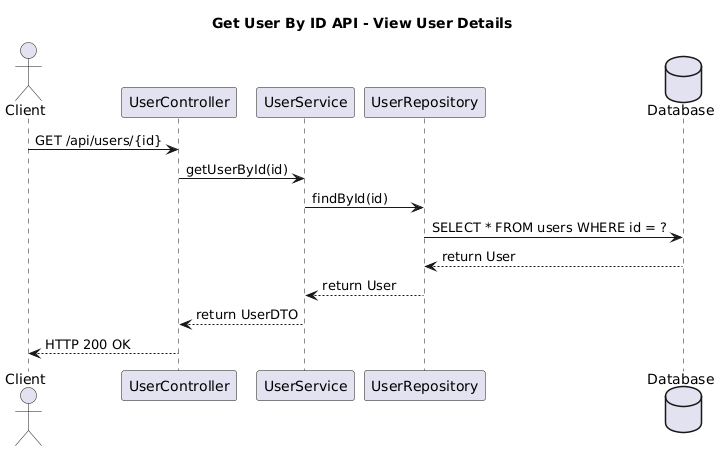 Get User By ID API - View User Details
Client
UserController
UserService
UserRepository
Database
GET /api/users/{id}
getUserById(id)
findById(id)
SELECT * FROM users WHERE id = ?
return User
return User
return UserDTO
HTTP 200 OK
Client
UserController
UserService
UserRepository
Database